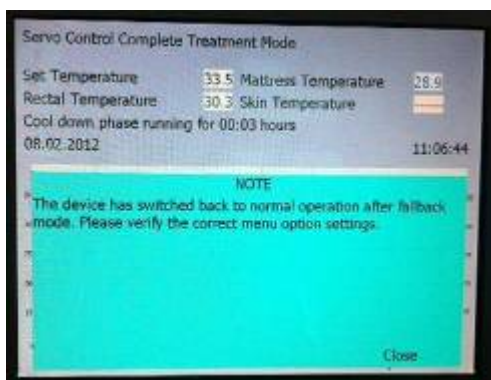 Servo Control Complete Treatment Mode
Set Temperature 33.5 Mattress Temperature 28.9
Rectal Temperature 30.3 Skin Temperature
Cool down phase running for 00:03 hours
08.02.2012 11:06:44
NOTE
The device has switched back to normal operation after fallback
mode. Please verify the correct menu option settings.
Close